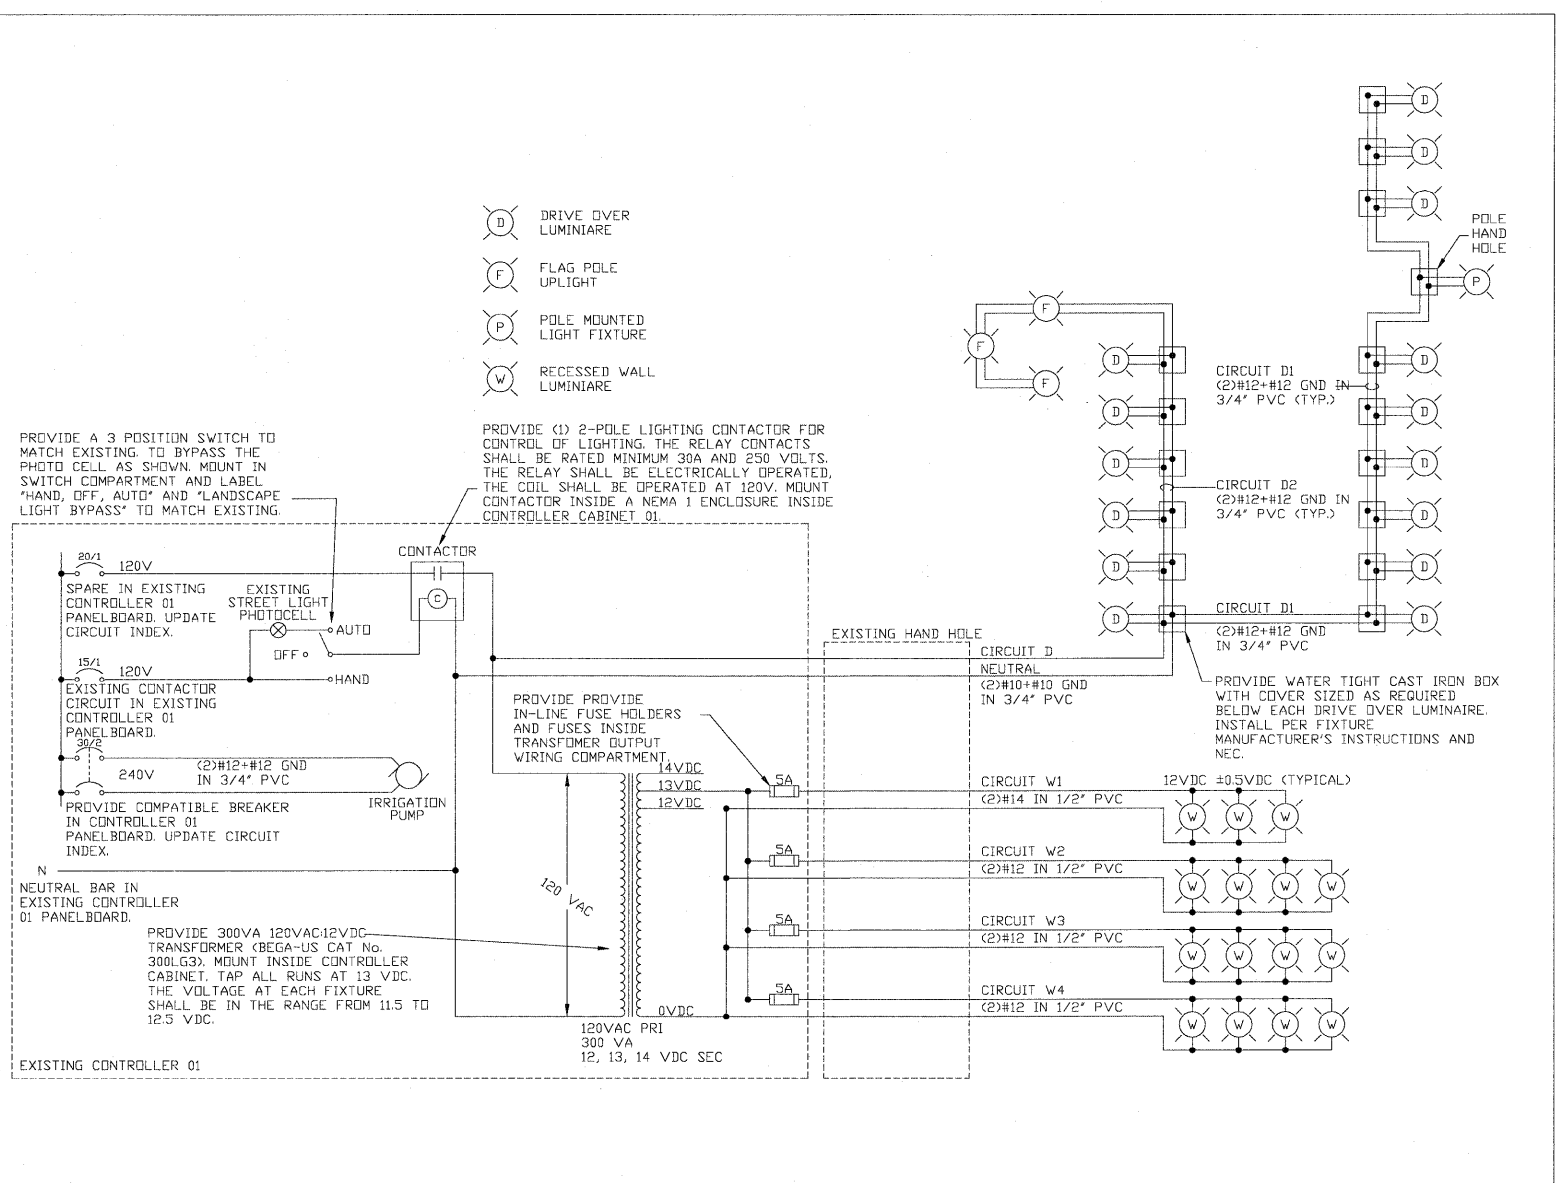 D
DRIVE OVER
LUMINIARE
F
FLAG POLE
UPLIGHT
P
POLE MOUNTED
LIGHT FIXTURE
W
RECESSED WALL
LUMINIARE
D
D
D
POLE
HAND
HOLE
P
F
F
F
D
D
D
D
D
D
D
D
D
D
D
D
CIRCUIT D1
(2)#12+#12 GND IN
3/4" PVC (TYP.)
CIRCUIT D2
(2)#12+#12 GND IN
3/4" PVC (TYP.)
CIRCUIT D1
(2)#12+#12 GND
IN 3/4" PVC
PROVIDE A 3 POSITION SWITCH TO
MATCH EXISTING, TO BYPASS THE
PHOTO CELL AS SHOWN. MOUNT IN
SWITCH COMPARTMENT AND LABEL
"HAND, OFF, AUTO" AND "LANDSCAPE
LIGHT BYPASS" TO MATCH EXISTING.
PROVIDE (1) 2-POLE LIGHTING CONTACTOR FOR
CONTROL OF LIGHTING. THE RELAY CONTACTS
SHALL BE RATED MINIMUM 30A AND 250 VOLTS.
THE RELAY SHALL BE ELECTRICALLY OPERATED,
THE COIL SHALL BE OPERATED AT 120V. MOUNT
CONTACTOR INSIDE A NEMA 1 ENCLOSURE INSIDE
CONTROLLER CABINET 01.
CONTACTOR
C
20/1
120V
SPARE IN EXISTING
CONTROLLER 01
PANELBOARD. UPDATE
CIRCUIT INDEX.
EXISTING
STREET LIGHT
PHOTOCELL
AUTO
OFF
HAND
15/1
120V
EXISTING CONTACTOR
CIRCUIT IN EXISTING
CONTROLLER 01
PANELBOARD.
30/2
240V
(2)#12+#12 GND
IN 3/4" PVC
IRRIGATION
PUMP
PROVIDE COMPATIBLE BREAKER
IN CONTROLLER 01
PANELBOARD. UPDATE CIRCUIT
INDEX.
N
NEUTRAL BAR IN
EXISTING CONTROLLER
01 PANELBOARD.
PROVIDE 300VA 120VAC:12VDC
TRANSFORMER (BEGA-US CAT No.
300LG3). MOUNT INSIDE CONTROLLER
CABINET. TAP ALL RUNS AT 13 VDC.
THE VOLTAGE AT EACH FIXTURE
SHALL BE IN THE RANGE FROM 11.5 TO
12.5 VDC.
EXISTING CONTROLLER 01
EXISTING HAND HOLE
CIRCUIT D
NEUTRAL
(2)#10+#10 GND
IN 3/4" PVC
PROVIDE WATER TIGHT CAST IRON BOX
WITH COVER SIZED AS REQUIRED
BELOW EACH DRIVE OVER LUMINAIRE.
INSTALL PER FIXTURE
MANUFACTURER'S INSTRUCTIONS AND
NEC.
PROVIDE PROVIDE
IN-LINE FUSE HOLDERS
AND FUSES INSIDE
TRANSFOMER OUTPUT
WIRING COMPARTMENT.
120 VAC
14VDC
13VDC
12VDC
0VDC
120VAC PRI
300 VA
12, 13, 14 VDC SEC
5A
CIRCUIT W1
(2)#14 IN 1/2" PVC
12VDC ±0.5VDC (TYPICAL)
W W W
5A
CIRCUIT W2
(2)#12 IN 1/2" PVC
W W W W
5A
CIRCUIT W3
(2)#12 IN 1/2" PVC
W W W W
5A
CIRCUIT W4
(2)#12 IN 1/2" PVC
W W W W